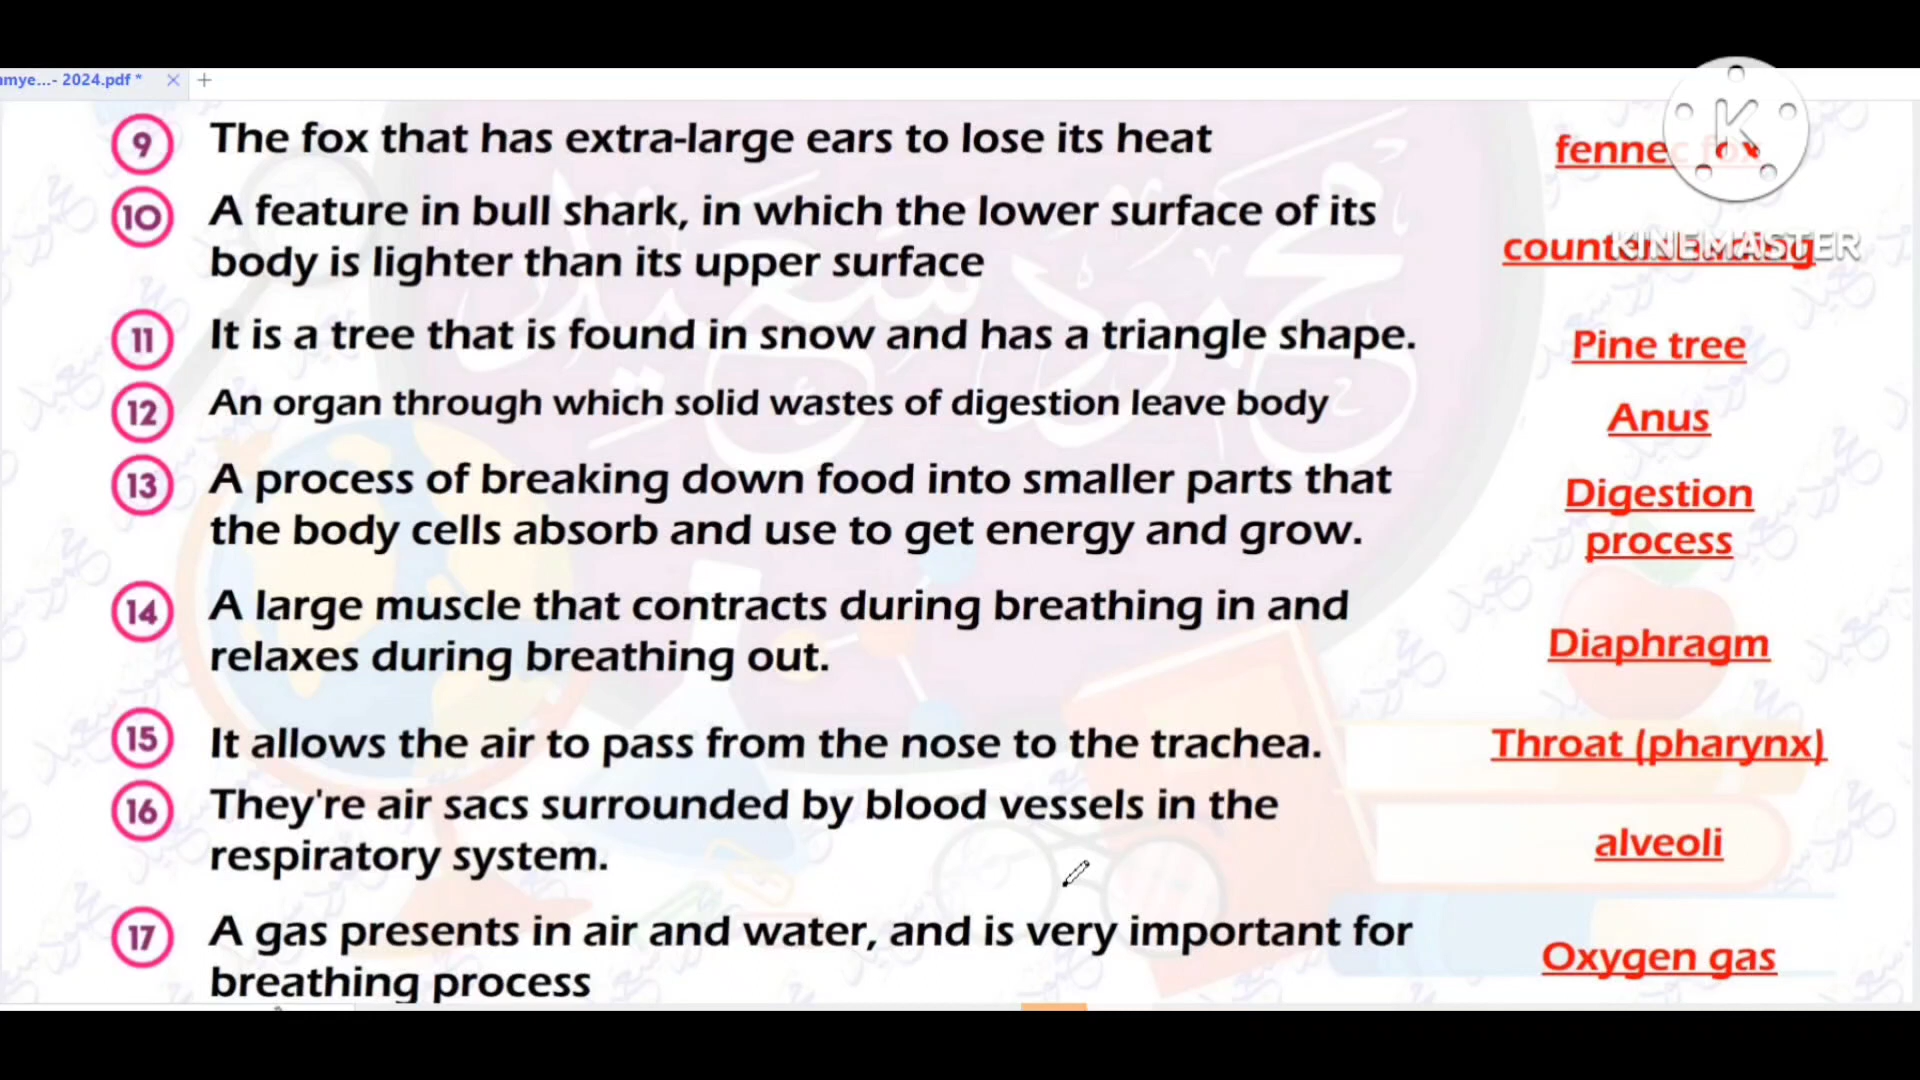 mye...- 2024.pdf *
9 The fox that has extra-large ears to lose its heat fennec fox
K
10 A feature in bull shark, in which the lower surface of its
body is lighter than its upper surface
KINEMASTER
11 It is a tree that is found in snow and has a triangle shape. Pine tree
12 An organ through which solid wastes of digestion leave body Anus
13 A process of breaking down food into smaller parts that Digestion
the body cells absorb and use to get energy and grow. process
14 A large muscle that contracts during breathing in and
relaxes during breathing out. Diaphragm
15 It allows the air to pass from the nose to the trachea. Throat (pharynx)
16 They're air sacs surrounded by blood vessels in the
respiratory system. alveoli
17 A gas presents in air and water, and is very important for
breathing process Oxygen gas